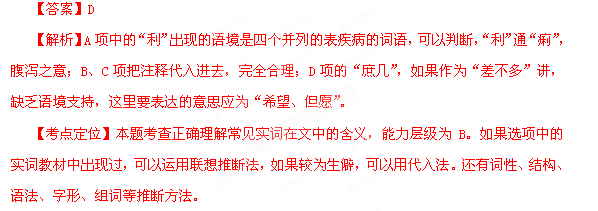 【答案】D
【解析】A 项中的“利”出现的语境是四个并列的表疾病的词语，可以判断，“利”通“痢”，
腹泻之意；B、C 项把注释代入进去，完全合理；D 项的“庶几”，如果作为“差不多”讲，
缺乏语境支持，这里要表达的意思应为“希望、但愿”。
【考点定位】本题考查正确理解常见实词在文中的含义，能力层级为 B。如果选项中的
实词教材中出现过，可以运用联想推断法，如果较为生僻，可以用代入法。还有词性、结构、
语法、字形、组词等推断方法。